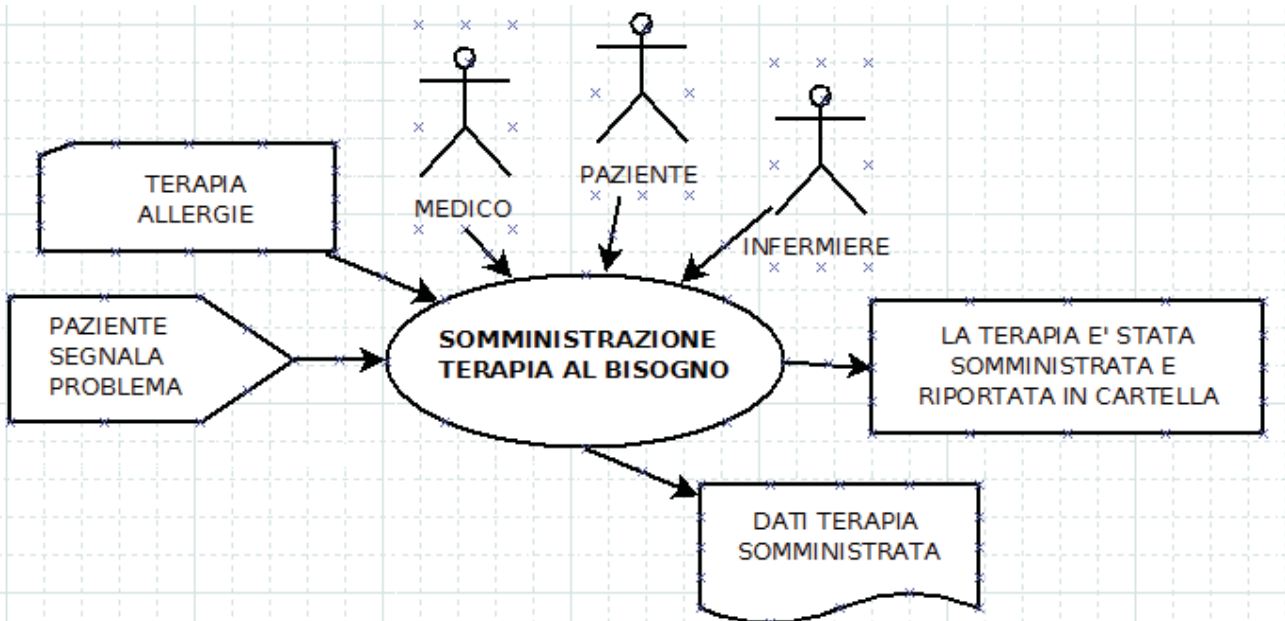 TERAPIA
ALLERGIE
MEDICO
PAZIENTE
INFERMIERE
PAZIENTE
SEGNALA
PROBLEMA
SOMMINISTRAZIONE
TERAPIA AL BISOGNO
LA TERAPIA E' STATA
SOMMINISTRATA E
RIPORTATA IN CARTELLA
DATI TERAPIA
SOMMINISTRATA